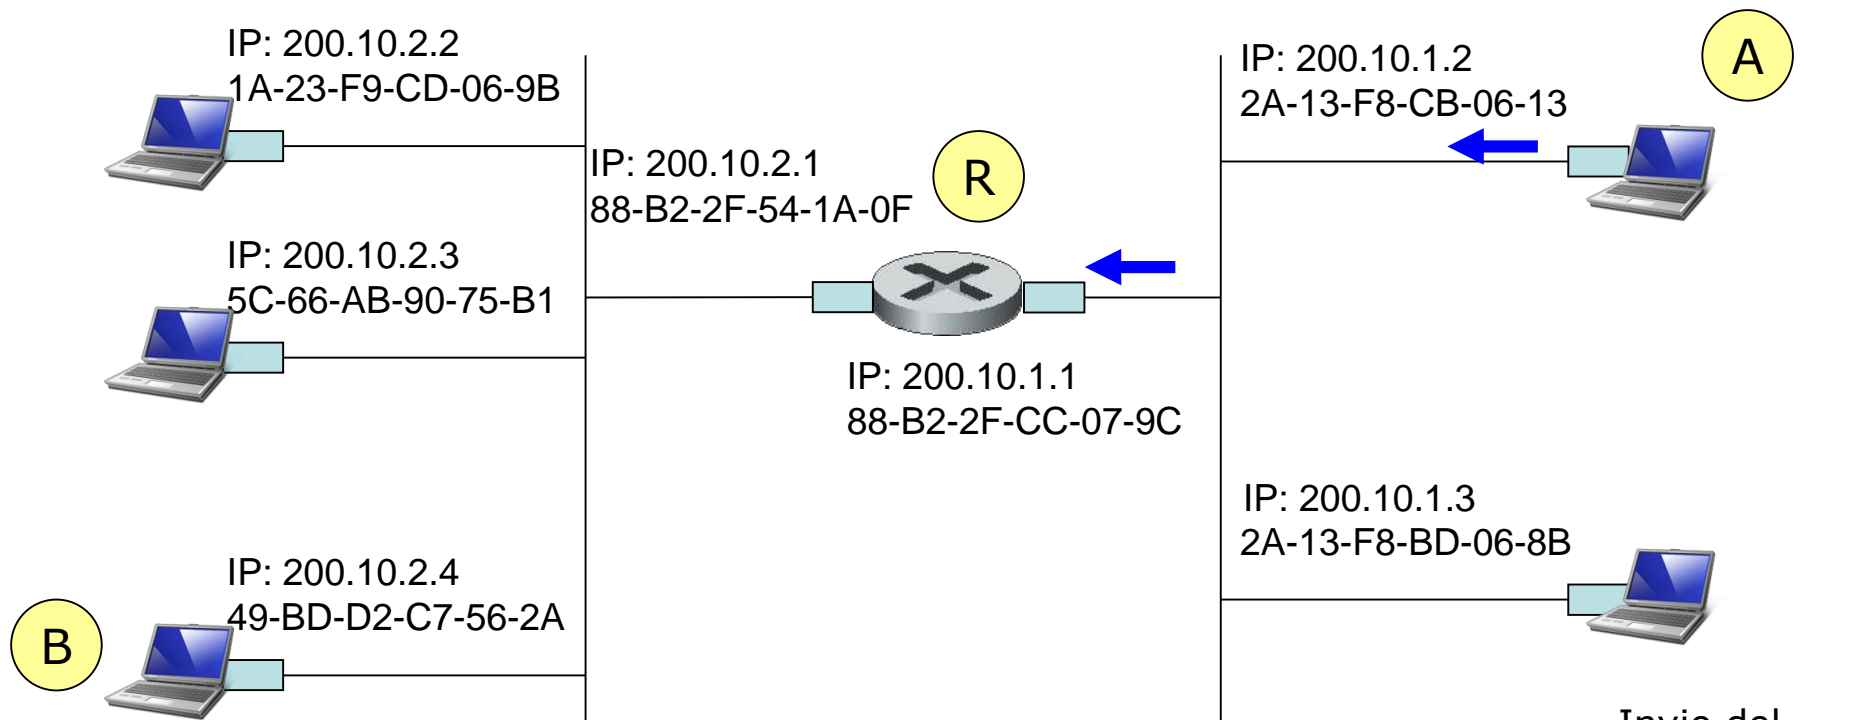 IP: 200.10.2.2
1A-23-F9-CD-06-9B
IP: 200.10.1.2
2A-13-F8-CB-06-13
A
IP: 200.10.2.1
88-B2-2F-54-1A-0F
R
IP: 200.10.2.3
5C-66-AB-90-75-B1
IP: 200.10.1.1
88-B2-2F-CC-07-9C
IP: 200.10.1.3
2A-13-F8-BD-06-8B
IP: 200.10.2.4
49-BD-D2-C7-56-2A
B
Invio del